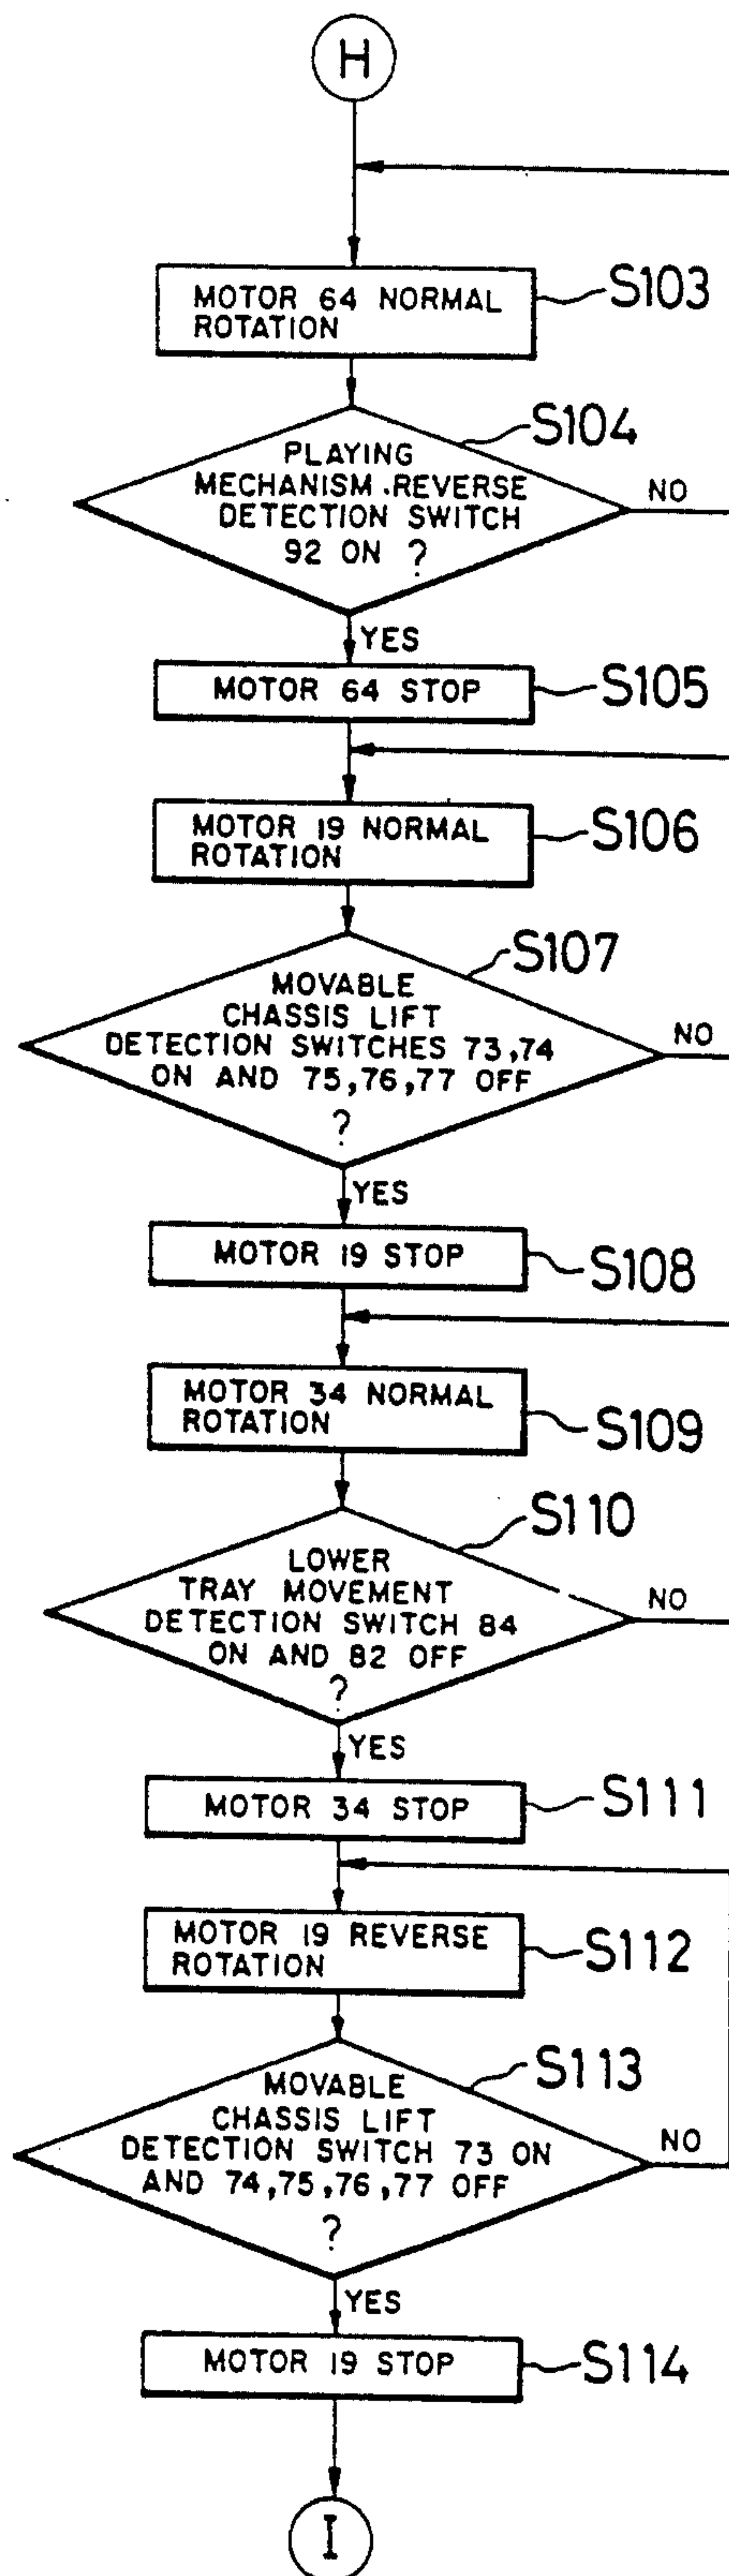 H
MOTOR 64 NORMAL
ROTATION
S103
S104
PLAYING
MECHANISM.REVERSE
DETECTION SWITCH
92 ON ?
NO
YES
MOTOR 64 STOP
S105
MOTOR 19 NORMAL
ROTATION
S106
S107
MOVABLE
CHASSIS LIFT
DETECTION SWITCHES 73,74
ON AND 75,76,77 OFF
?
NO
YES
MOTOR 19 STOP
S108
MOTOR 34 NORMAL
ROTATION
S109
S110
LOWER
TRAY MOVEMENT
DETECTION SWITCH 84
ON AND 82 OFF
?
NO
YES
MOTOR 34 STOP
S111
MOTOR 19 REVERSE
ROTATION
S112
S113
MOVABLE
CHASSIS LIFT
DETECTION SWITCH 73 ON
AND 74,75,76,77 OFF
?
NO
YES
MOTOR 19 STOP
S114
I